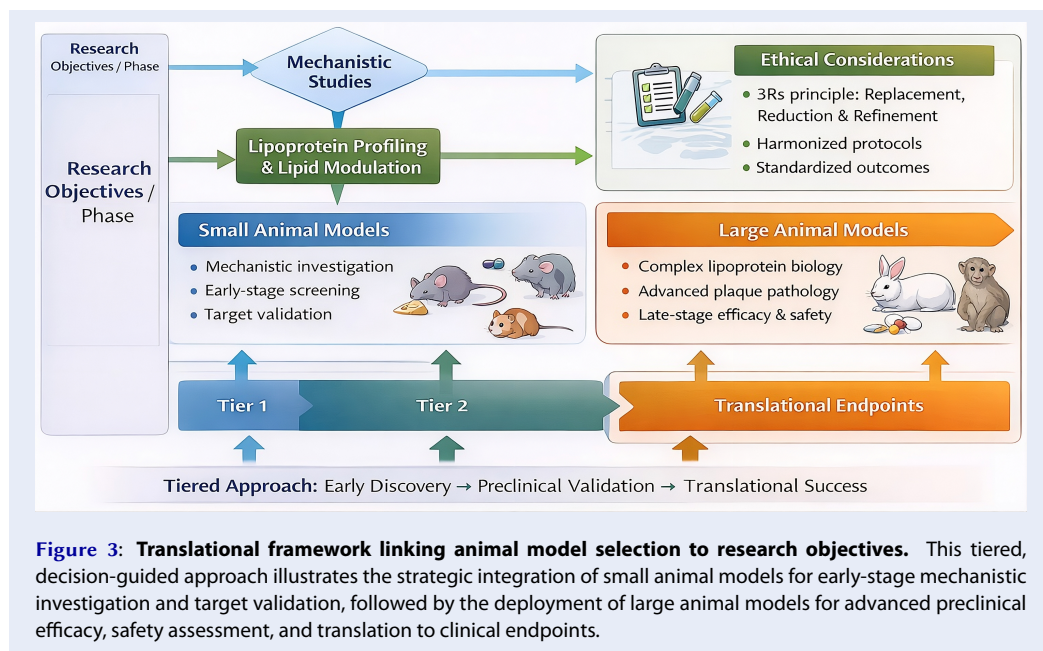 Research
Objectives / Phase
Research
Objectives /
Phase
Mechanistic
Studies
Lipoprotein Profiling
& Lipid Modulation
Ethical Considerations
• 3Rs principle: Replacement,
Reduction & Refinement
• Harmonized protocols
• Standardized outcomes
Small Animal Models
• Mechanistic investigation
• Early-stage screening
• Target validation
Large Animal Models
• Complex lipoprotein biology
• Advanced plaque pathology
• Late-stage efficacy & safety
Tier 1
Tier 2
Translational Endpoints
Tiered Approach: Early Discovery → Preclinical Validation → Translational Success
Figure 3: Translational framework linking animal model selection to research objectives. This tiered,
decision-guided approach illustrates the strategic integration of small animal models for early-stage mechanistic
investigation and target validation, followed by the deployment of large animal models for advanced preclinical
efficacy, safety assessment, and translation to clinical endpoints.